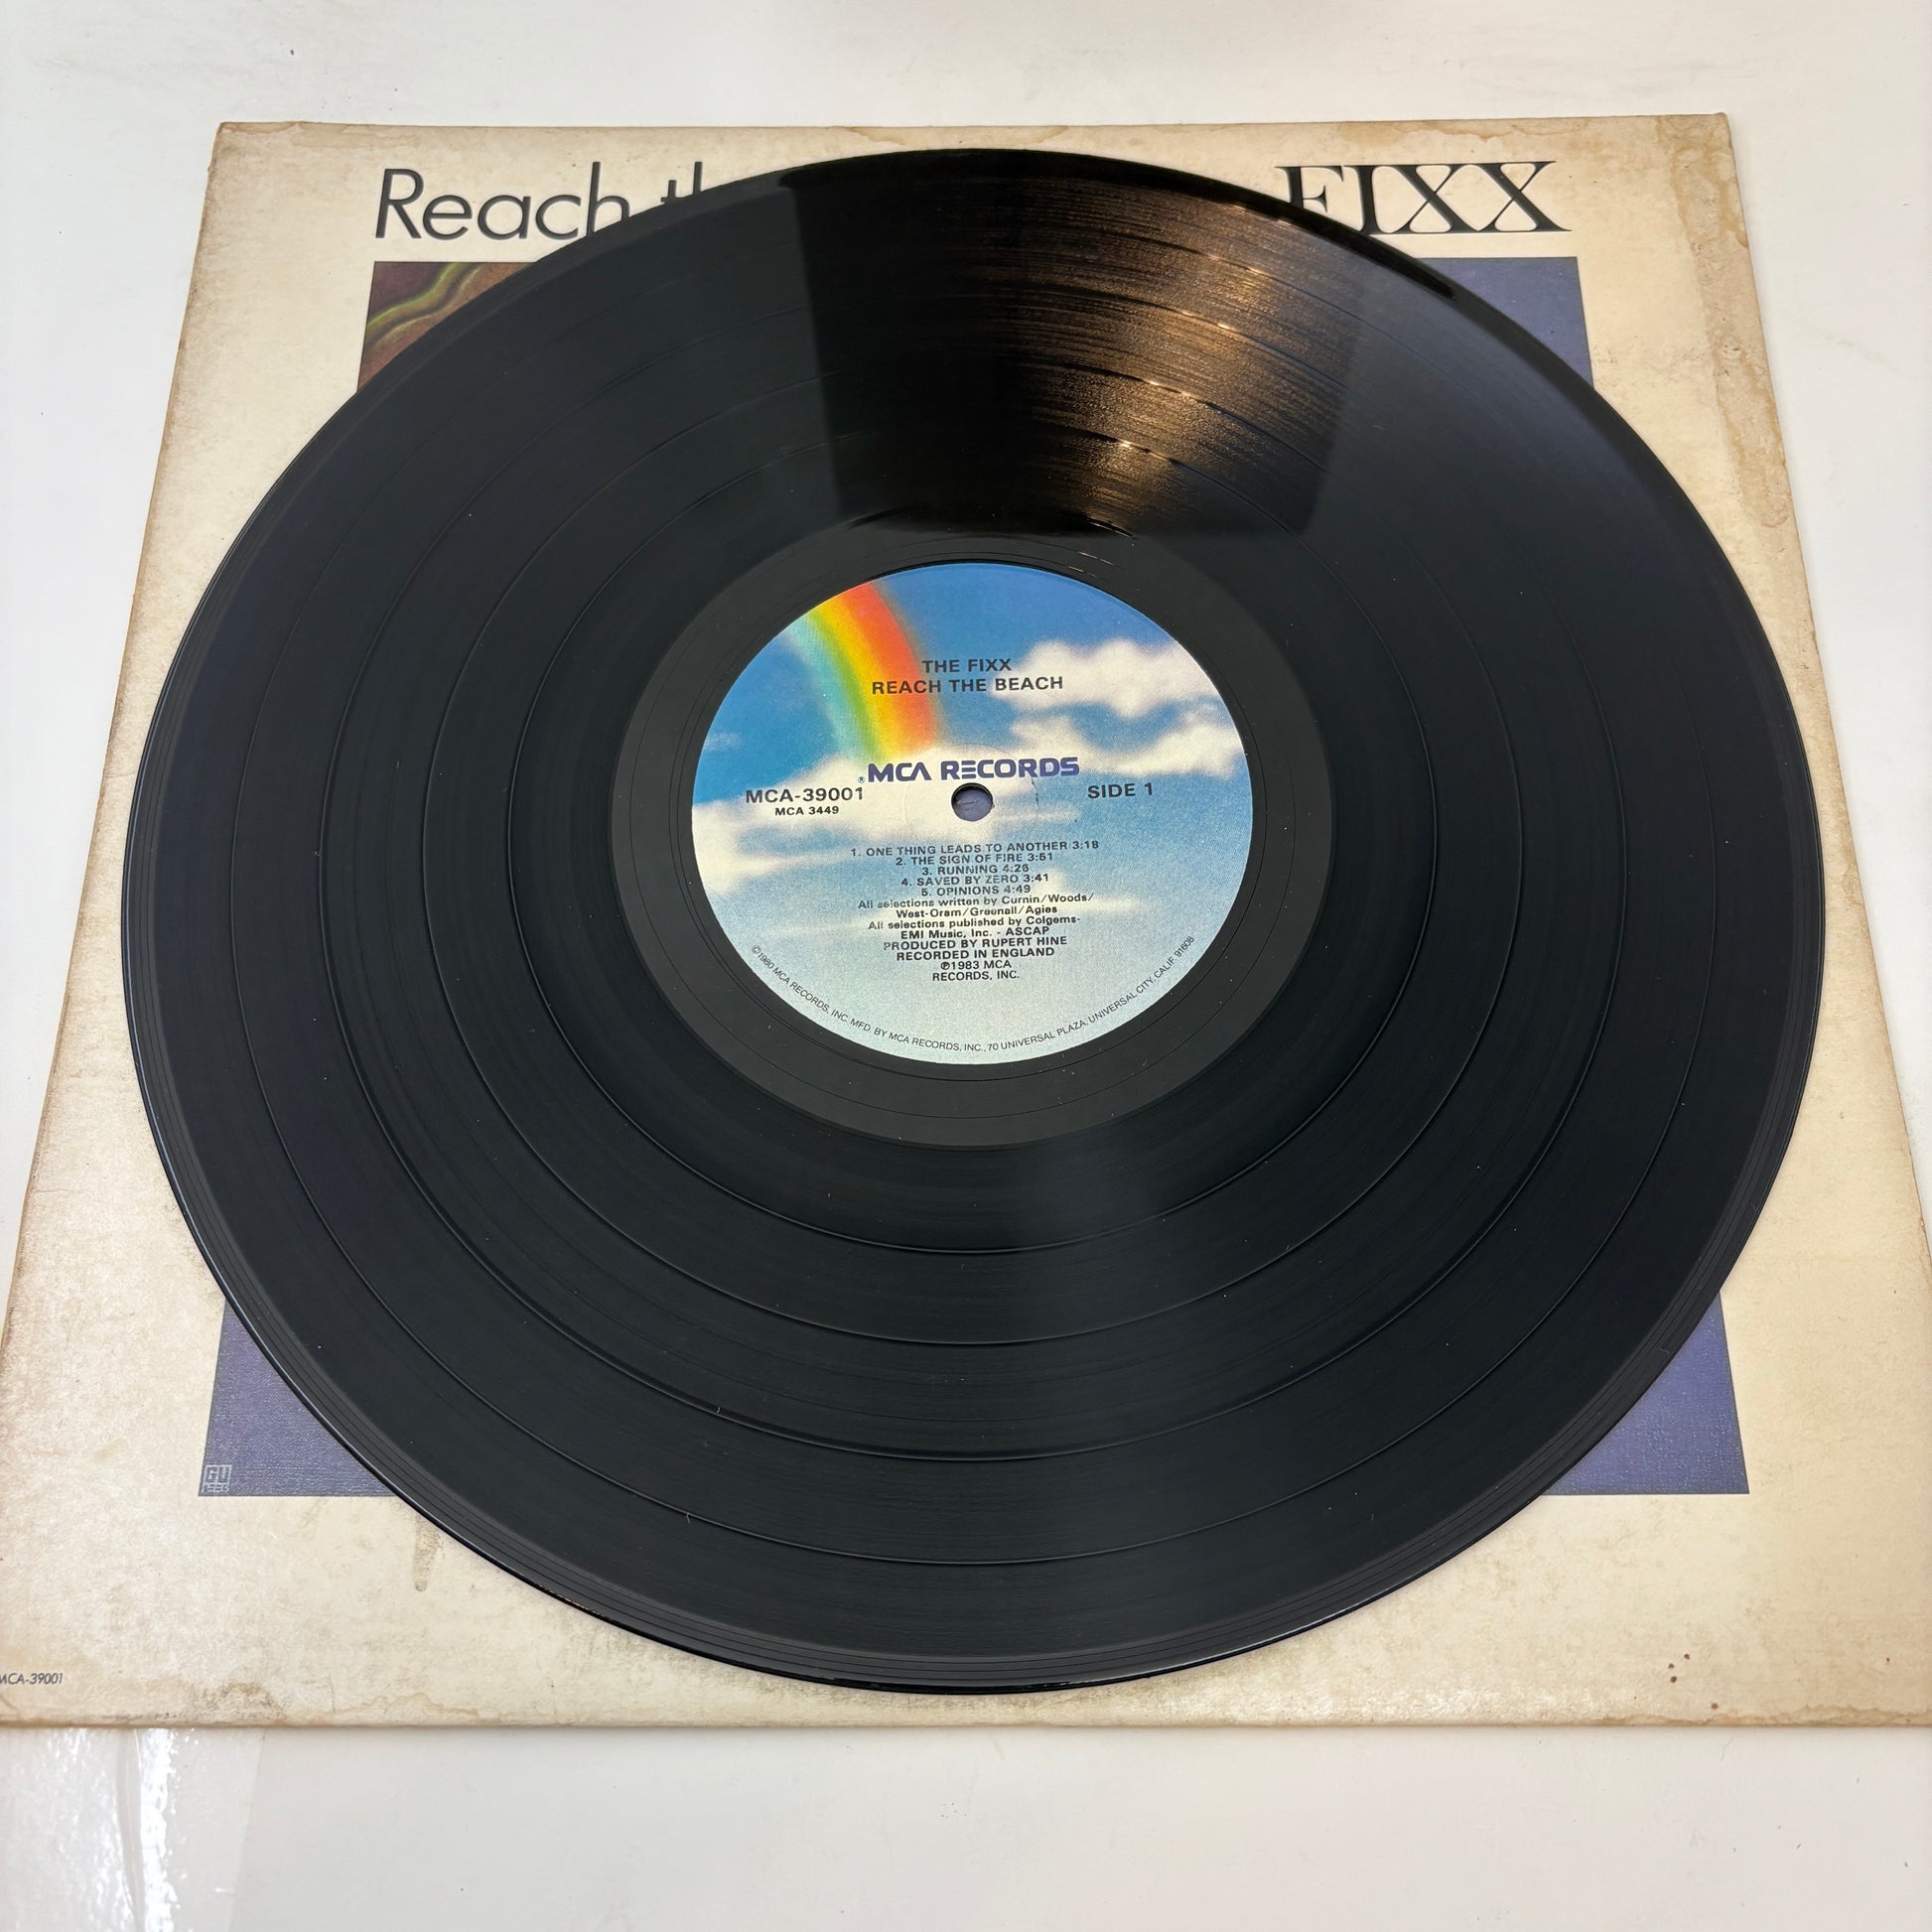 Reach th
FIXX
THE FIXX
REACH THE BEACH
® MCA RECORDS
MCA-39001
MCA 3449
SIDE 1
1. ONE THING LEADS TO ANOTHER 3:18
2. THE SIGN OF FIRE 3:51
3. RUNNING 4:26
4. SAVED BY ZERO 3:41
5. OPINIONS 4:49
All selections written by Curnin/Woods/
West-Oram/Greenall/Agies
All selections published by Colgems-
EMI Music, Inc. - ASCAP
PRODUCED BY RUPERT HINE
RECORDED IN ENGLAND
℗1983 MCA
RECORDS, INC.
©1980 MCA RECORDS, INC. MFD. BY MCA RECORDS, INC., 70 UNIVERSAL PLAZA, UNIVERSAL CITY, CALIF. 91608
GU
MCA-39001